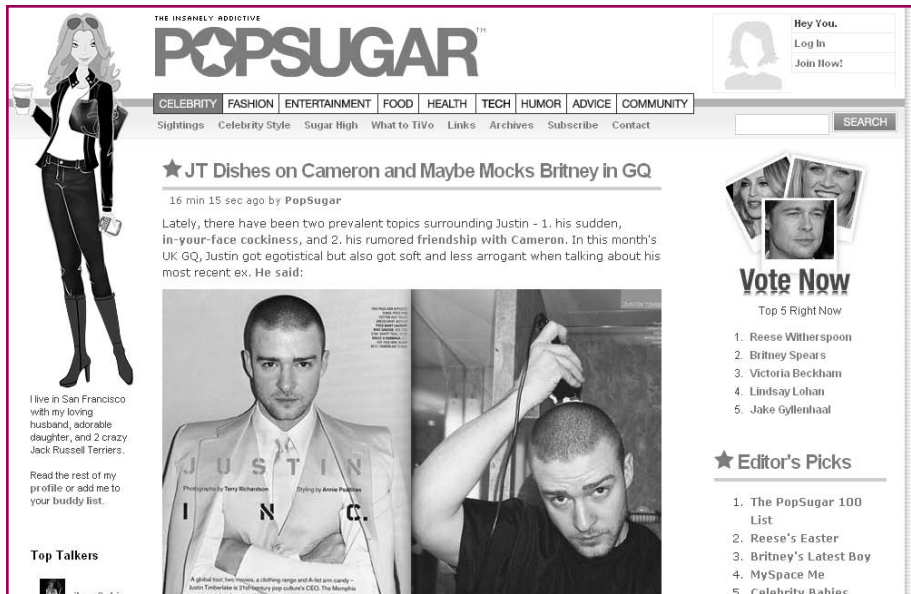 THE INSANELY ADDICTIVE
POPSUGAR™
Hey You.
Log In
Join Now!
CELEBRITY FASHION ENTERTAINMENT FOOD HEALTH TECH HUMOR ADVICE COMMUNITY
Sightings Celebrity Style Sugar High What to TiVo Links Archives Subscribe Contact
SEARCH
JT Dishes on Cameron and Maybe Mocks Britney in GQ
16 min 15 sec ago by PopSugar
Lately, there have been two prevalent topics surrounding Justin - 1. his sudden,
in-your-face cockiness, and 2. his rumored friendship with Cameron. In this month's
UK GQ, Justin got egotistical but also got soft and less arrogant when talking about his
most recent ex. He said:
JUSTIN
Photographs by Terry Richardson Styling by Annie
INC.
A global tour, two movies, a clothing range and A-list arm candy –
Justin Timberlake is 21st century pop culture's CEO. The Memphis
I live in San Francisco
with my loving
husband, adorable
daughter, and 2 crazy
Jack Russell Terriers.
Read the rest of my
profile or add me to
your buddy list.
Top Talkers
Vote Now
Top 5 Right Now
1. Reese Witherspoon
2. Britney Spears
3. Victoria Beckham
4. Lindsay Lohan
5. Jake Gyllenhaal
Editor's Picks
1. The PopSugar 100
List
2. Reese's Easter
3. Britney's Latest Boy
4. MySpace Me
5. Celebrity Babies